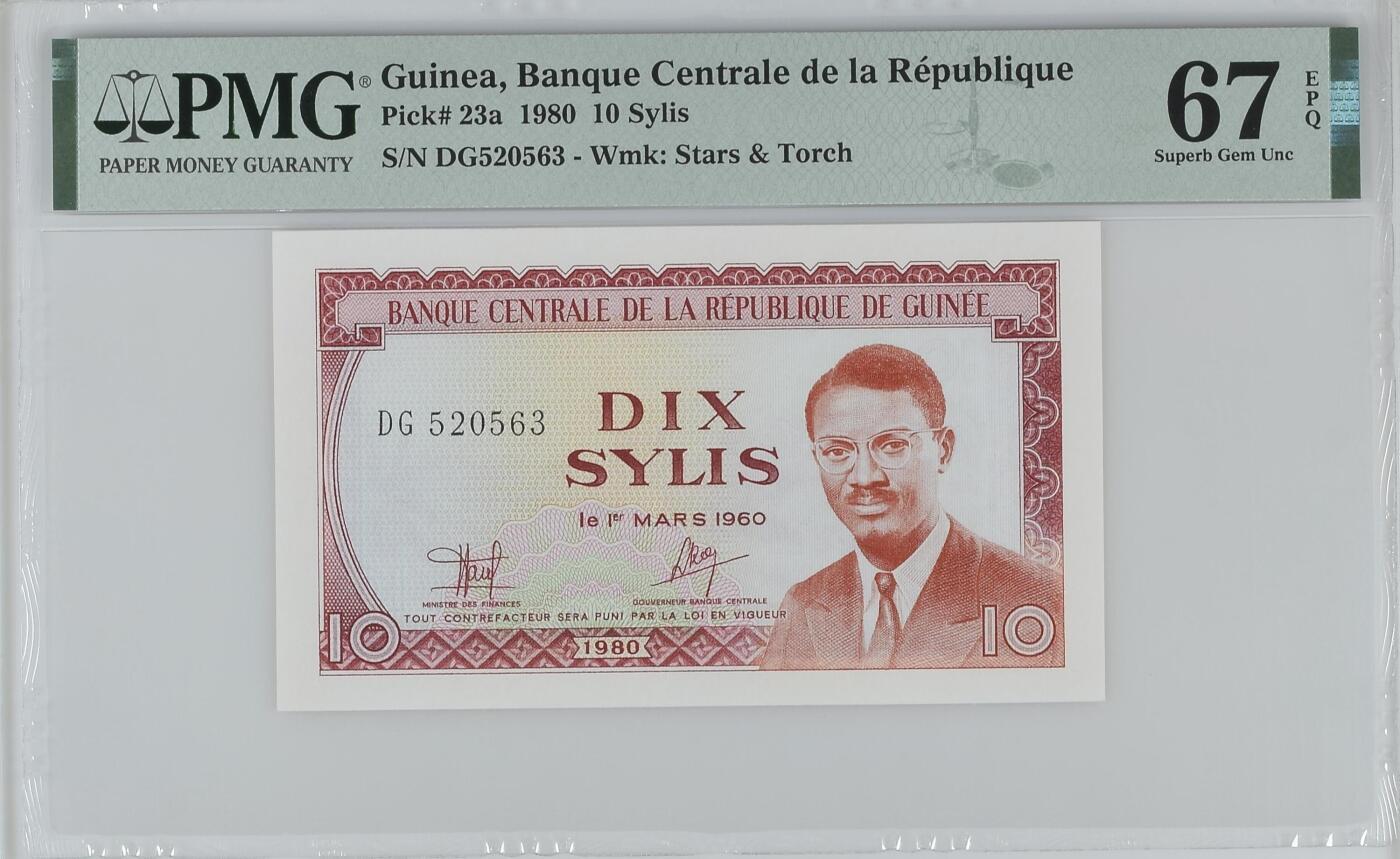 PMG®
PAPER MONEY GUARANTY
Guinea, Banque Centrale de la République
Pick# 23a 1980 10 Sylis
S/N DG520563 - Wmk: Stars & Torch
67
EPQ
Superb Gem Unc
BANQUE CENTRALE DE LA RÉPUBLIQUE DE GUINÉE
DG 520563
DIX
SYLIS
le 1er MARS 1960
MINISTRE DES FINANCES
GOUVERNEUR BANQUE CENTRALE
TOUT CONTREFACTEUR SERA PUNI PAR LA LOI EN VIGUEUR
10
1980
10